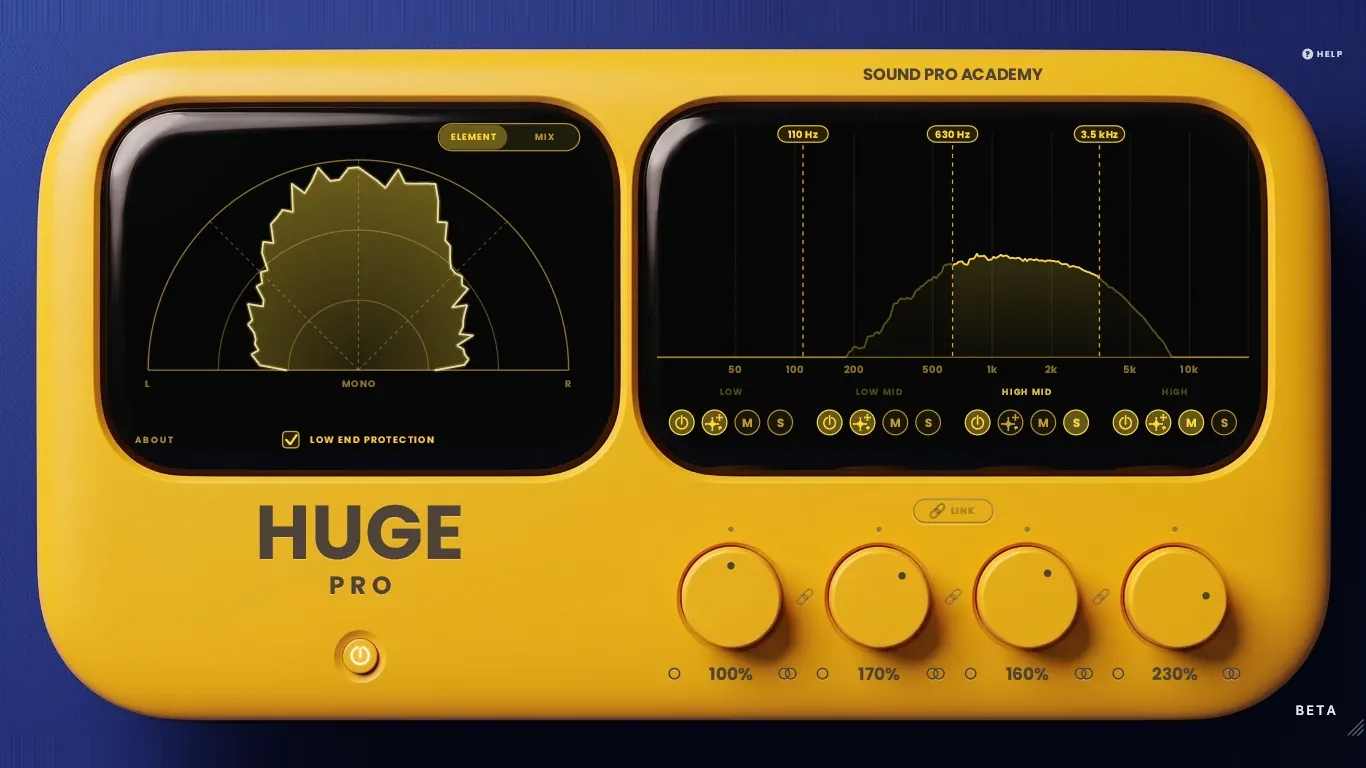 HELP
SOUND PRO ACADEMY
ELEMENT MIX
110 Hz 630 Hz 3.5 kHz
50 100 200 500 1k 2k 5k 10k
L MONO R
LOW LOW MID HIGH MID HIGH
M S M S M S M S
ABOUT LOW END PROTECTION
HUGE
PRO
LINK
100% 170% 160% 230%
BETA